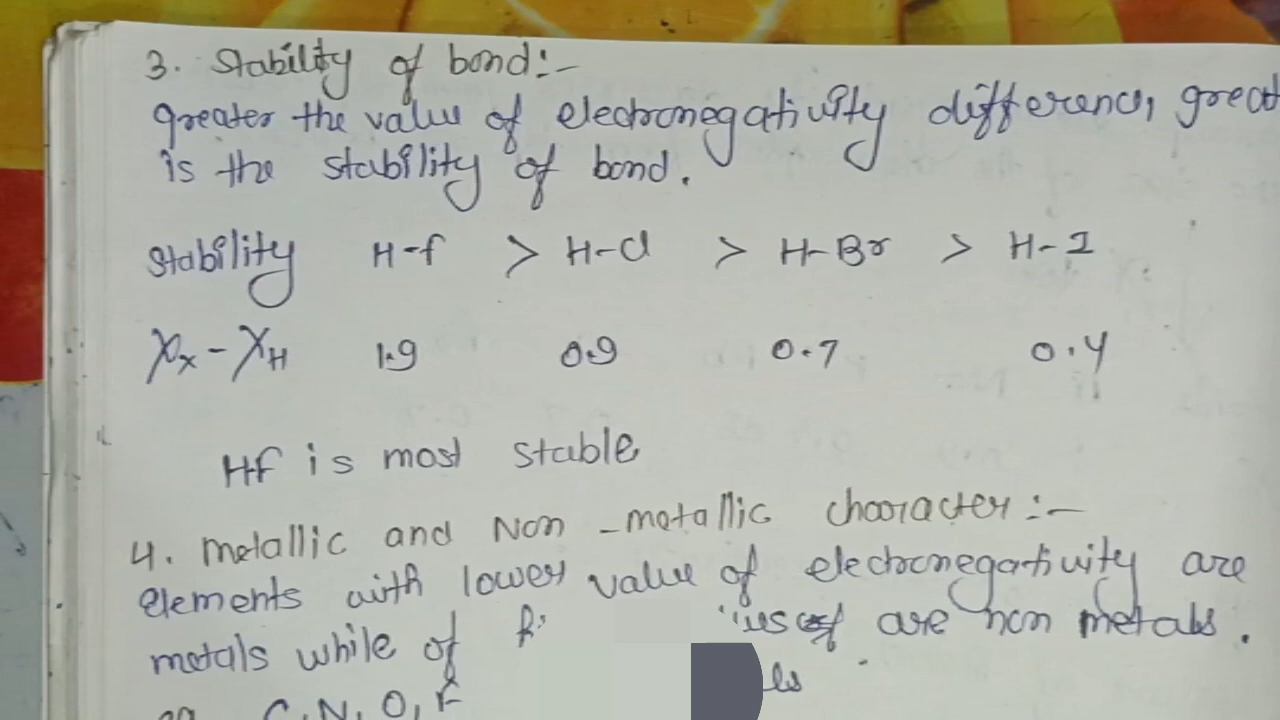 3. Stability of bond:-
greater the value of electronegativity difference, great
is the stability of bond.
Stability H-f > H-Cl > H-Br > H-I
Xx - XH 1.9 0.9 0.7 0.4
Hf is most stable
4. Metallic and Non-metallic character:-
Elements with lower value of electronegativity are
metals while of are non metals.
C, N, O, F